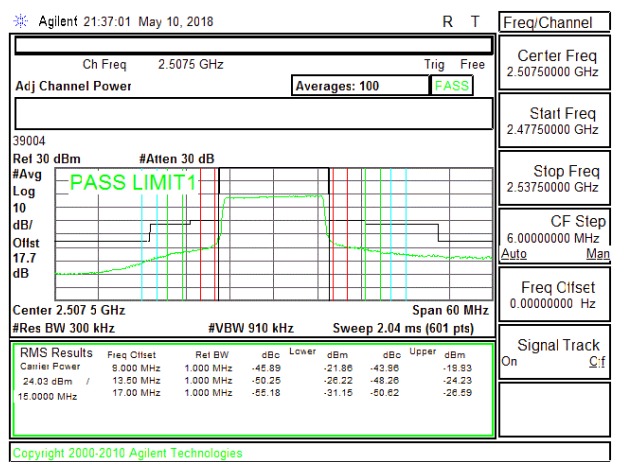 Agilent 21:37:01 May 10, 2018 R T
Ch Freq 2.5075 GHz Trig Free
Adj Channel Power Averages: 100 PASS
39004
Ref 30 dBm #Atten 30 dB
#Avg
Log
10
dB/
Offst
17.7
dB
PASS LIMIT1
Center 2.507 5 GHz Span 60 MHz
#Res BW 300 kHz #VBW 910 kHz Sweep 2.04 ms (601 pts)
RMS Results Freq Offset Ref BW dBc Lower dBm dBc Upper dBm
Carrier Power 9.000 MHz 1.000 MHz -45.89 -21.86 -43.96 -19.93
24.03 dBm / 13.50 MHz 1.000 MHz -50.25 -26.22 -48.26 -24.23
15.0000 MHz 17.00 MHz 1.000 MHz -55.18 -31.15 -50.62 -26.59
Copyright 2000-2010 Agilent Technologies
Freq/Channel
Center Freq
2.50750000 GHz
Start Freq
2.47750000 GHz
Stop Freq
2.53750000 GHz
CF Step
6.00000000 MHz
Auto Man
Freq Offset
0.00000000 Hz
Signal Track
On Off